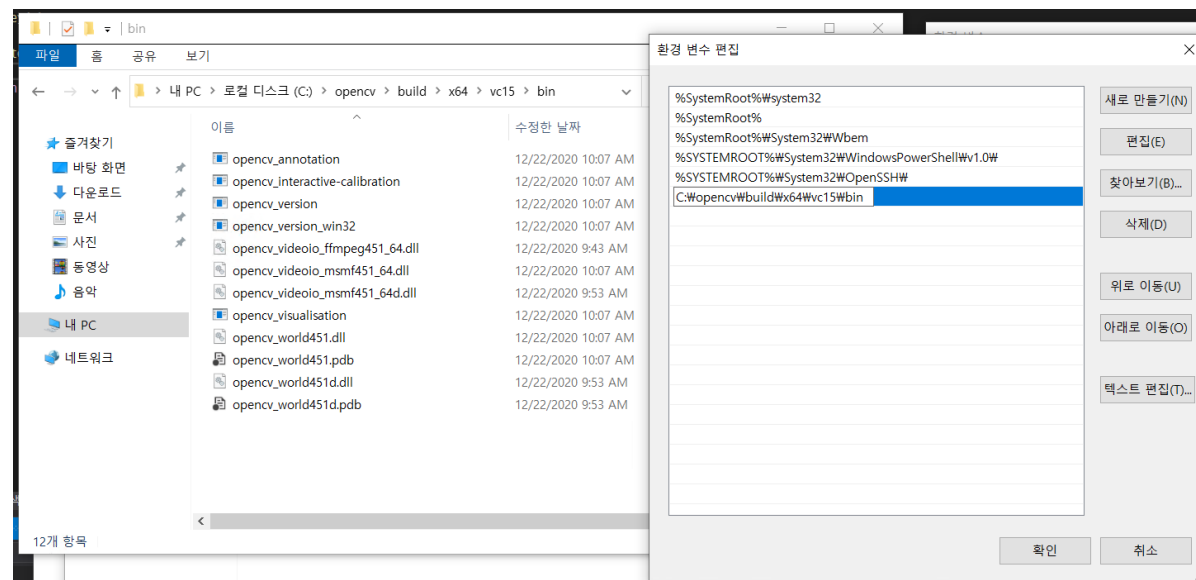 bin
파일 홈 공유 보기
내 PC > 로컬 디스크 (C:) > opencv > build > x64 > vc15 > bin
이름 수정한 날짜
즐겨찾기
바탕 화면
다운로드
문서
사진
동영상
음악
내 PC
네트워크
opencv_annotation 12/22/2020 10:07 AM
opencv_interactive-calibration 12/22/2020 10:07 AM
opencv_version 12/22/2020 10:07 AM
opencv_version_win32 12/22/2020 10:07 AM
opencv_videoio_ffmpeg451_64.dll 12/22/2020 9:43 AM
opencv_videoio_msmf451_64.dll 12/22/2020 10:07 AM
opencv_videoio_msmf451_64d.dll 12/22/2020 9:53 AM
opencv_visualisation 12/22/2020 10:07 AM
opencv_world451.dll 12/22/2020 10:07 AM
opencv_world451.pdb 12/22/2020 10:07 AM
opencv_world451d.dll 12/22/2020 9:53 AM
opencv_world451d.pdb 12/22/2020 9:53 AM
12개 항목
환경 변수 편집
%SystemRoot%₩system32
%SystemRoot%
%SystemRoot%₩System32₩Wbem
%SYSTEMROOT%₩System32₩WindowsPowerShell₩v1.0₩
%SYSTEMROOT%₩System32₩OpenSSH₩
C:₩opencv₩build₩x64₩vc15₩bin
새로 만들기(N)
편집(E)
찾아보기(B)...
삭제(D)
위로 이동(U)
아래로 이동(O)
텍스트 편집(T)...
확인 취소